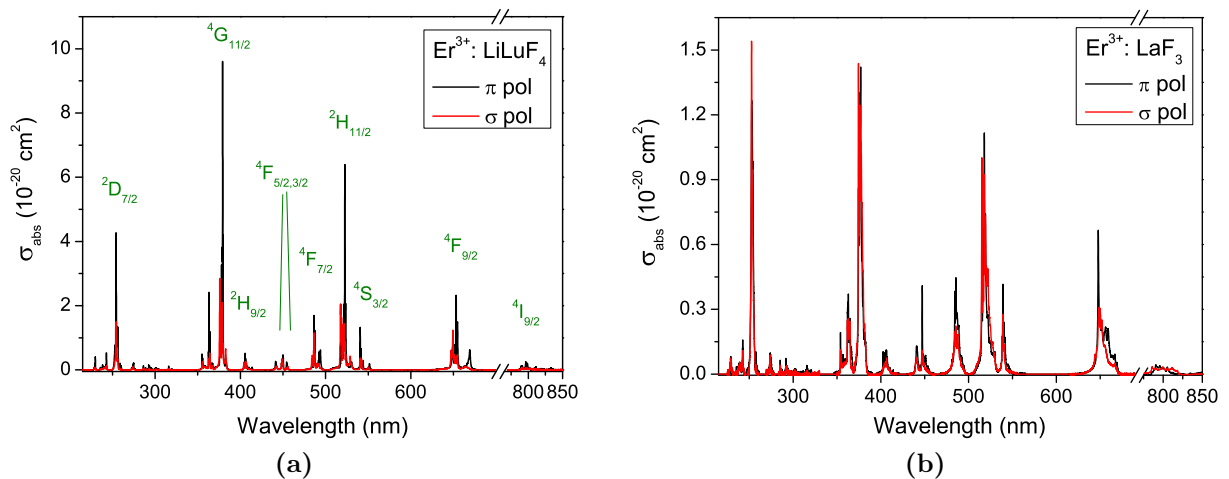 10
8
6
4
2
0
σabs (10⁻²⁰ cm²)
⁴G11/2
Er³⁺: LiLuF₄
π pol
σ pol
²H11/2
⁴F5/2,3/2
²D7/2
⁴F7/2
⁴F9/2
²H9/2
⁴S3/2
⁴I9/2
300 400 500 600 800 850
Wavelength (nm)
(a)
1.5
1.2
0.9
0.6
0.3
0.0
σabs (10⁻²⁰ cm²)
Er³⁺: LaF₃
π pol
σ pol
300 400 500 600 800 850
Wavelength (nm)
(b)